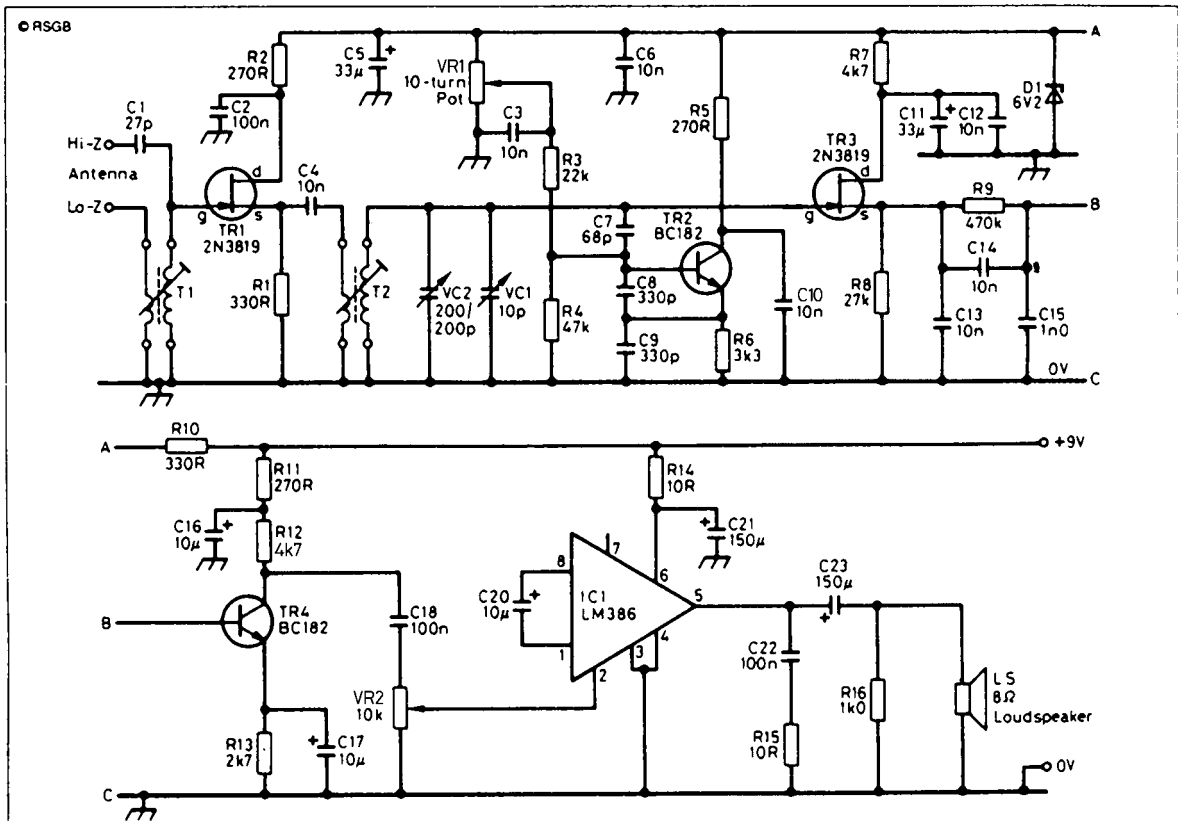 © RSGB
R2
270R
C5
33μ
+
VR1
10-turn
Pot
C6
10n
R7
4k7
A
C1
27p
C2
100n
C3
10n
R5
270R
D1
6V2
C11
33μ
+
C12
10n
Hi-Z
Antenna
Lo-Z
C4
10n
d
g
s
TR1
2N3819
R3
22k
TR3
2N3819
d
g
s
R9
470k
B
C7
68p
TR2
BC182
T1
R1
330R
T2
VC2
200/
200p
VC1
10p
R4
47k
C8
330p
C9
330p
R6
3k3
C10
10n
R8
27k
C14
10n
C13
10n
C15
1n0
0V
C
A
R10
330R
+9V
R11
270R
R14
10R
C16
10μ
+
R12
4k7
C21
150μ
+
7
8
6
C23
150μ
+
B
TR4
BC182
C18
100n
C20
10μ
+
IC1
LM386
5
1
2
3
4
C22
100n
VR2
10k
R16
1k0
LS
8Ω
Loudspeaker
R13
2k7
+
C17
10μ
R15
10R
0V
C